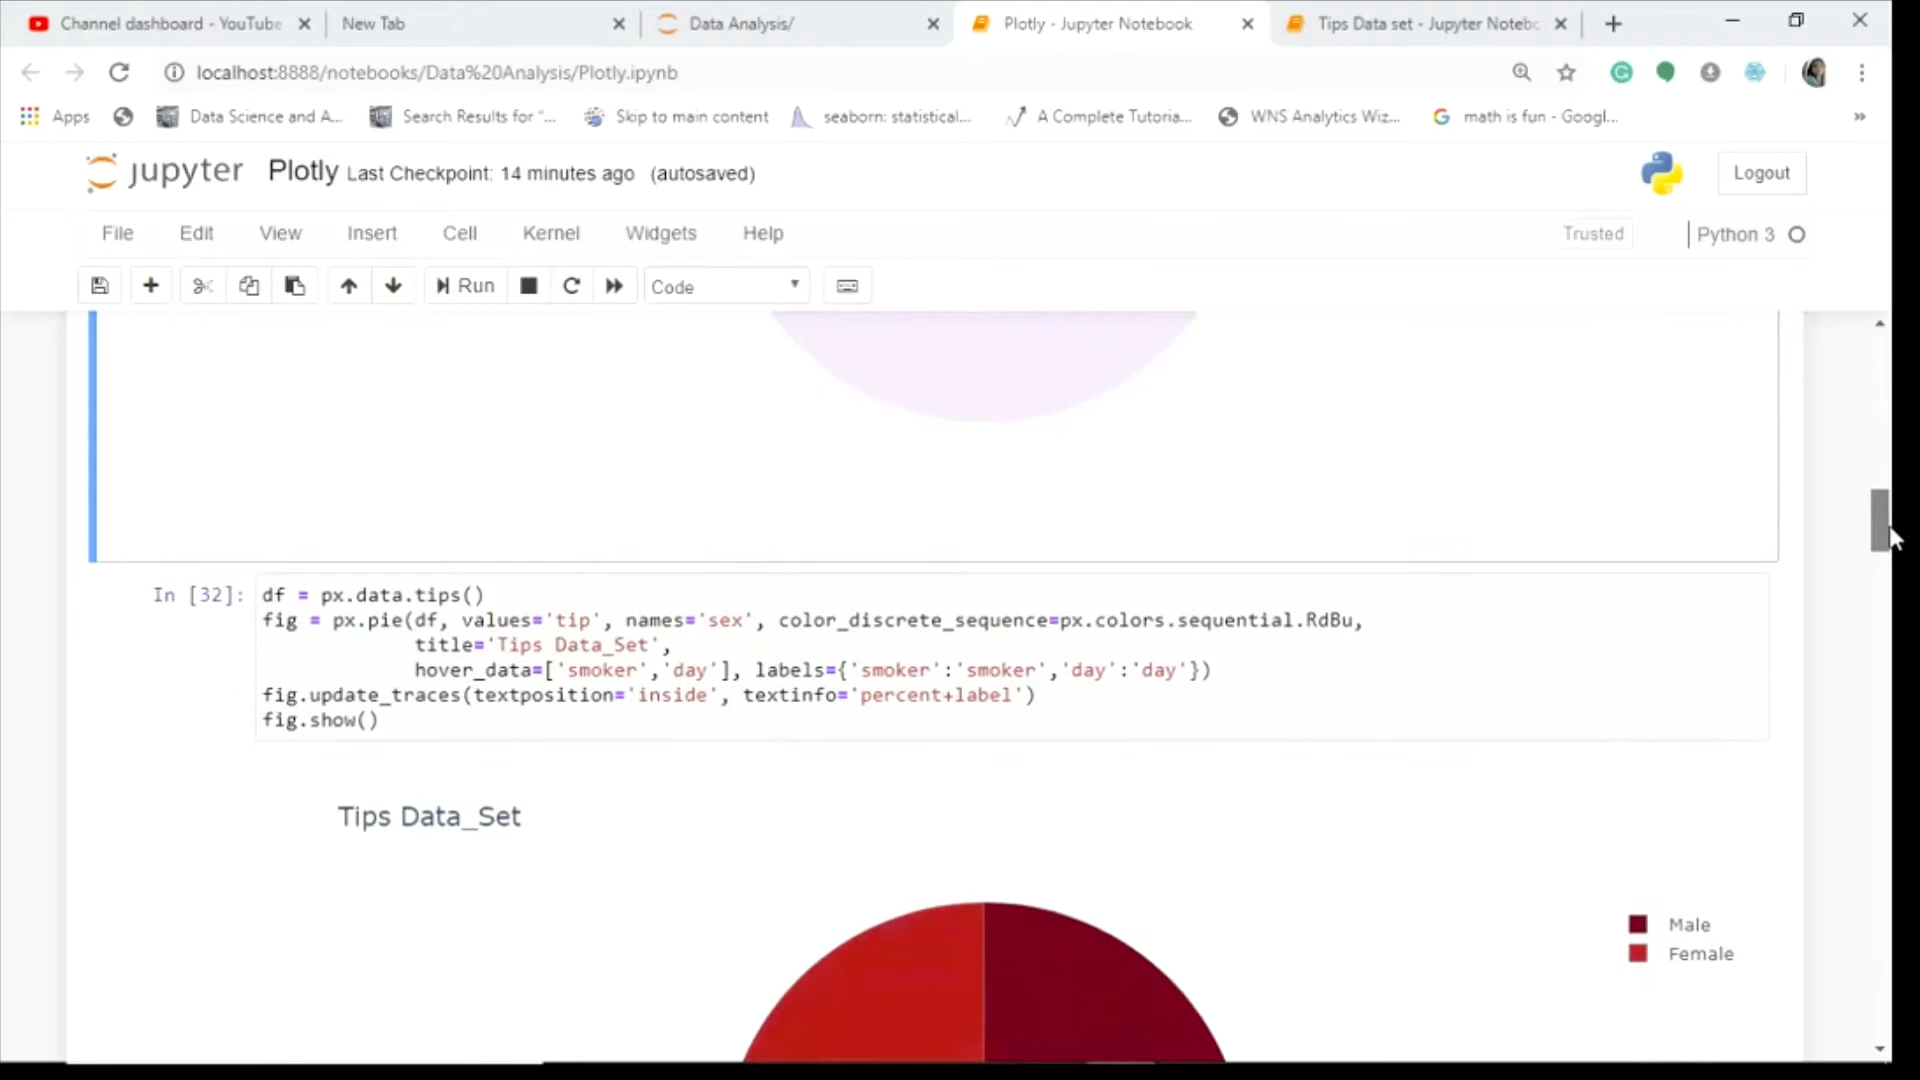 Channel dashboard - YouTube
New Tab
Data Analysis/
Plotly - Jupyter Notebook
Tips Data set - Jupyter Notebo
localhost:8888/notebooks/Data%20Analysis/Plotly.ipynb
Apps
Data Science and A...
Search Results for "...
Skip to main content
seaborn: statistical...
A Complete Tutoria...
WNS Analytics Wiz...
math is fun - Googl...
»
jupyter Plotly Last Checkpoint: 14 minutes ago (autosaved)
Logout
File Edit View Insert Cell Kernel Widgets Help
Trusted
Python 3
Run
Code
In [32]:
df = px.data.tips()
fig = px.pie(df, values='tip', names='sex', color_discrete_sequence=px.colors.sequential.RdBu,
title='Tips Data_Set',
hover_data=['smoker','day'], labels={'smoker':'smoker','day':'day'})
fig.update_traces(textposition='inside', textinfo='percent+label')
fig.show()
Tips Data_Set
Male
Female